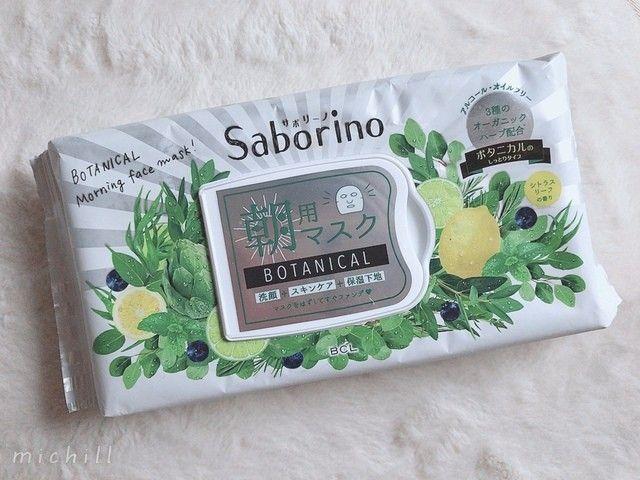 サボリーノ
Saborino
BOTANICAL
Morning face mask!
アルコール・オイルフリー
3種の
オーガニック
ハーブ配合
ボタニカルの
しっとりタイプ
シトラス
リーフ
の香り
朝用
マスク
BOTANICAL
洗顔+スキンケア+保湿下地
マスクをはずしてすぐファンデ♥
BCL
michill